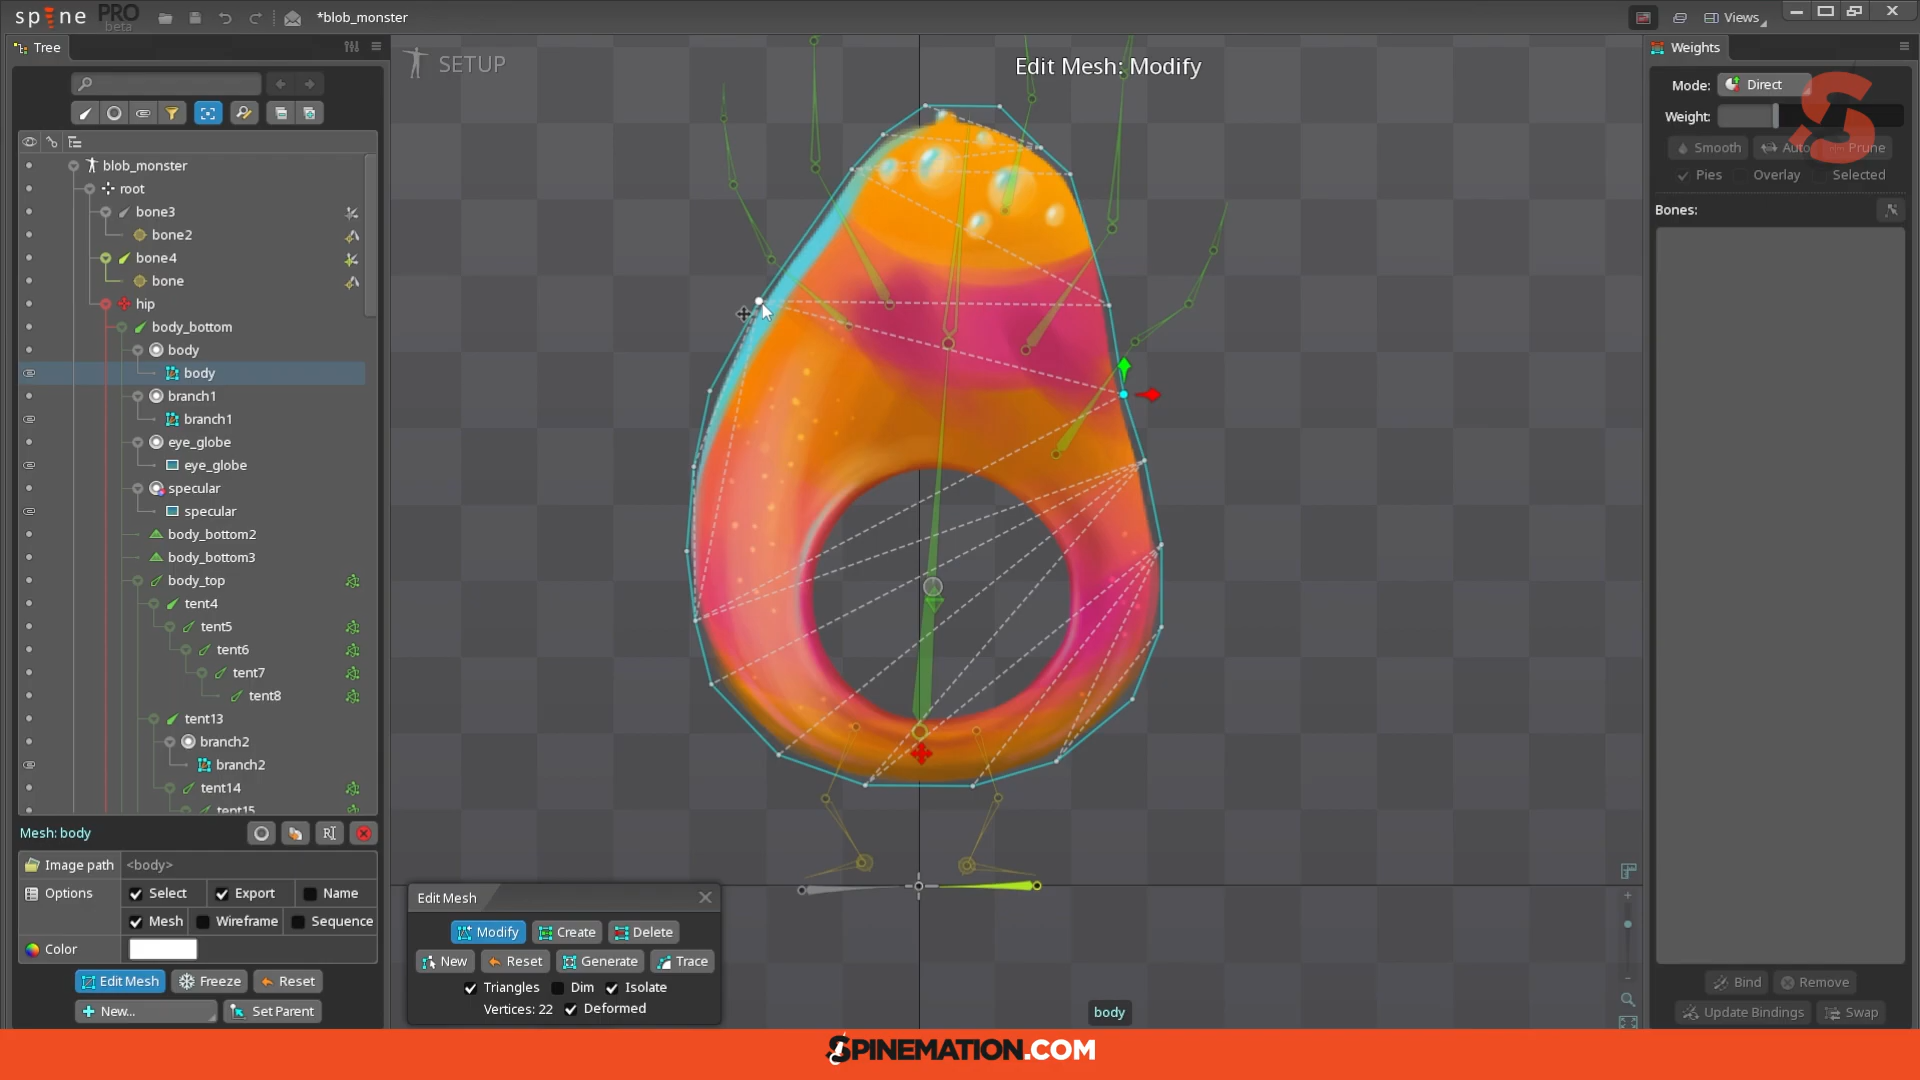 spine PRO beta
*blob_monster
Views
Tree
SETUP
Edit Mesh: Modify
Weights
Mode: Direct
Weight:
Smooth Auto Prune
Pies Overlay Selected
Bones:
blob_monster
root
bone3
bone2
bone4
bone
hip
body_bottom
body
body
branch1
branch1
eye_globe
eye_globe
specular
specular
body_bottom2
body_bottom3
body_top
tent4
tent5
tent6
tent7
tent8
tent13
branch2
branch2
tent14
tent15
Mesh: body
Image path <body>
Options Select Export Name
Mesh Wireframe Sequence
Color
Edit Mesh Freeze Reset
New... Set Parent
Edit Mesh
Modify Create Delete
New Reset Generate Trace
Triangles Dim Isolate
Vertices: 22 Deformed
body
Bind Remove
Update Bindings Swap
SPINEMATION.COM